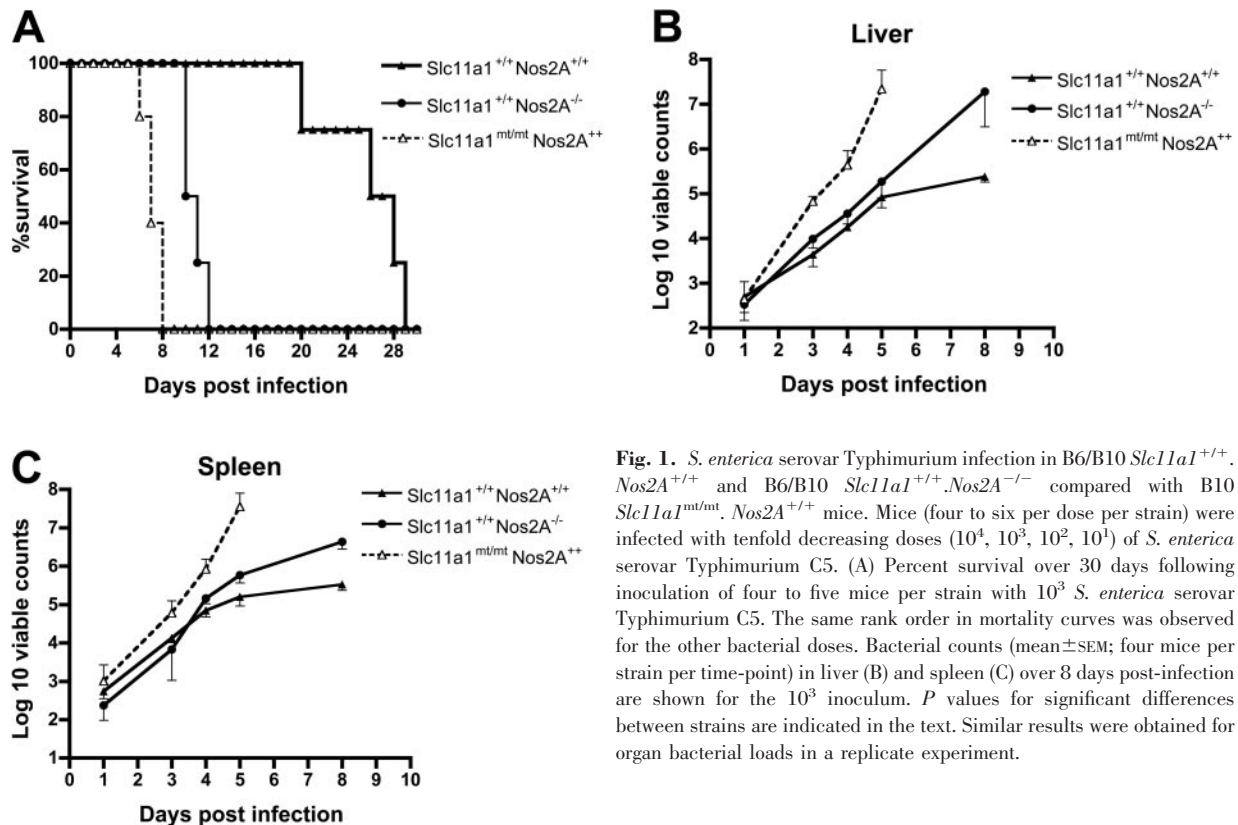 A
100
80
60
40
20
0
%survival
0 4 8 12 16 20 24 28
Days post infection
Slc11a1+/+Nos2A+/+
Slc11a1+/+Nos2A-/-
Slc11a1mt/mt Nos2A++
B
Liver
8
7
6
5
4
3
2
Log 10 viable counts
0 1 2 3 4 5 6 7 8 9 10
Days post infection
Slc11a1+/+Nos2A+/+
Slc11a1+/+Nos2A-/-
Slc11a1mt/mt Nos2A++
C
Spleen
8
7
6
5
4
3
2
1
Log 10 viable counts
0 1 2 3 4 5 6 7 8 9 10
Days post infection
Slc11a1+/+Nos2A+/+
Slc11a1+/+Nos2A-/-
Slc11a1mt/mt Nos2A++
Fig. 1. S. enterica serovar Typhimurium infection in B6/B10 Slc11a1+/+.
Nos2A+/+ and B6/B10 Slc11a1+/+.Nos2A−/− compared with B10
Slc11a1mt/mt. Nos2A+/+ mice. Mice (four to six per dose per strain) were
infected with tenfold decreasing doses (10⁴, 10³, 10², 10¹) of S. enterica
serovar Typhimurium C5. (A) Percent survival over 30 days following
inoculation of four to five mice per strain with 10³ S. enterica serovar
Typhimurium C5. The same rank order in mortality curves was observed
for the other bacterial doses. Bacterial counts (mean±SEM; four mice per
strain per time-point) in liver (B) and spleen (C) over 8 days post-infection
are shown for the 10³ inoculum. P values for significant differences
between strains are indicated in the text. Similar results were obtained for
organ bacterial loads in a replicate experiment.